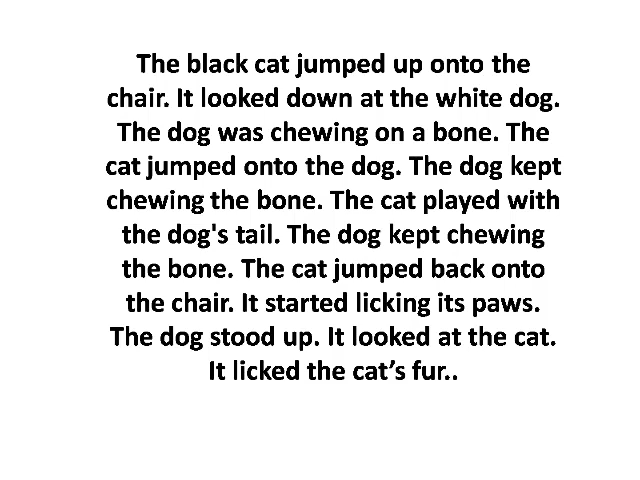 The black cat jumped up onto the
chair. It looked down at the white dog.
The dog was chewing on a bone. The
cat jumped onto the dog. The dog kept
chewing the bone. The cat played with
the dog's tail. The dog kept chewing
the bone. The cat jumped back onto
the chair. It started licking its paws.
The dog stood up. It looked at the cat.
It licked the cat’s fur..